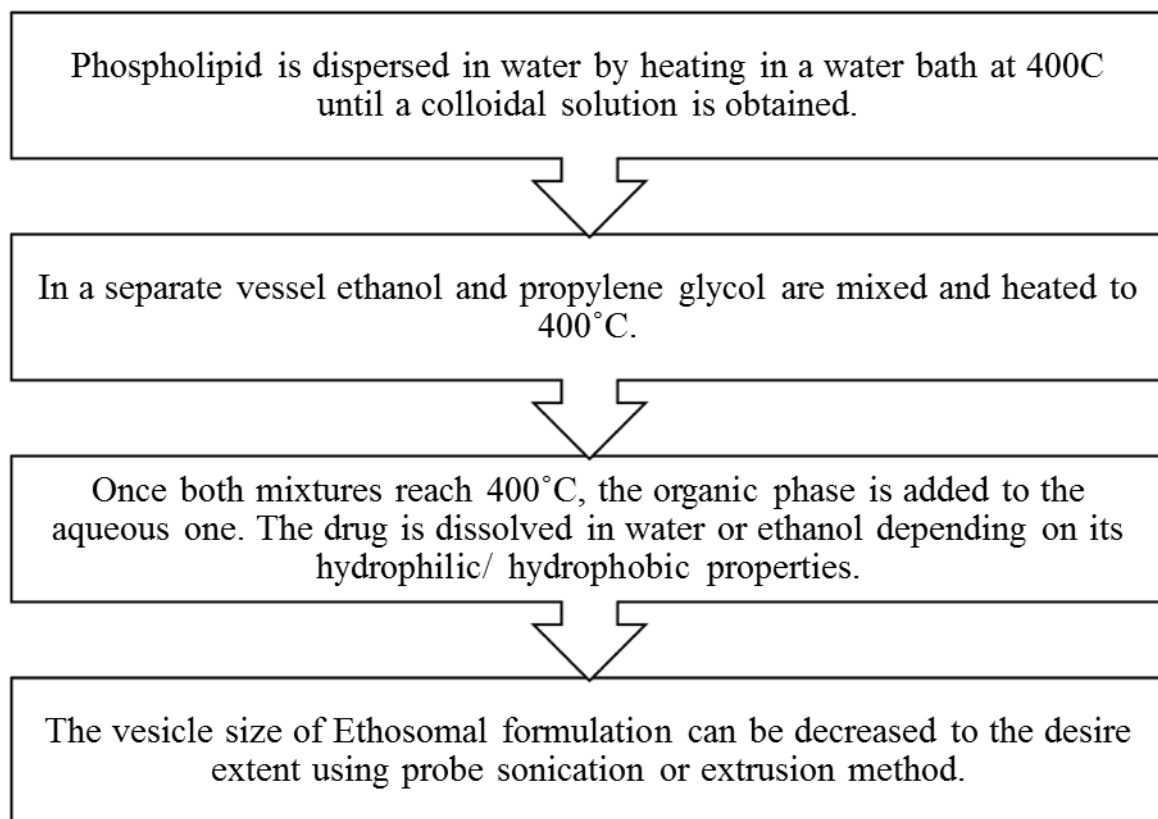 Phospholipid is dispersed in water by heating in a water bath at 400C
until a colloidal solution is obtained.
In a separate vessel ethanol and propylene glycol are mixed and heated to
400˚C.
Once both mixtures reach 400˚C, the organic phase is added to the
aqueous one. The drug is dissolved in water or ethanol depending on its
hydrophilic/ hydrophobic properties.
The vesicle size of Ethosomal formulation can be decreased to the desire
extent using probe sonication or extrusion method.